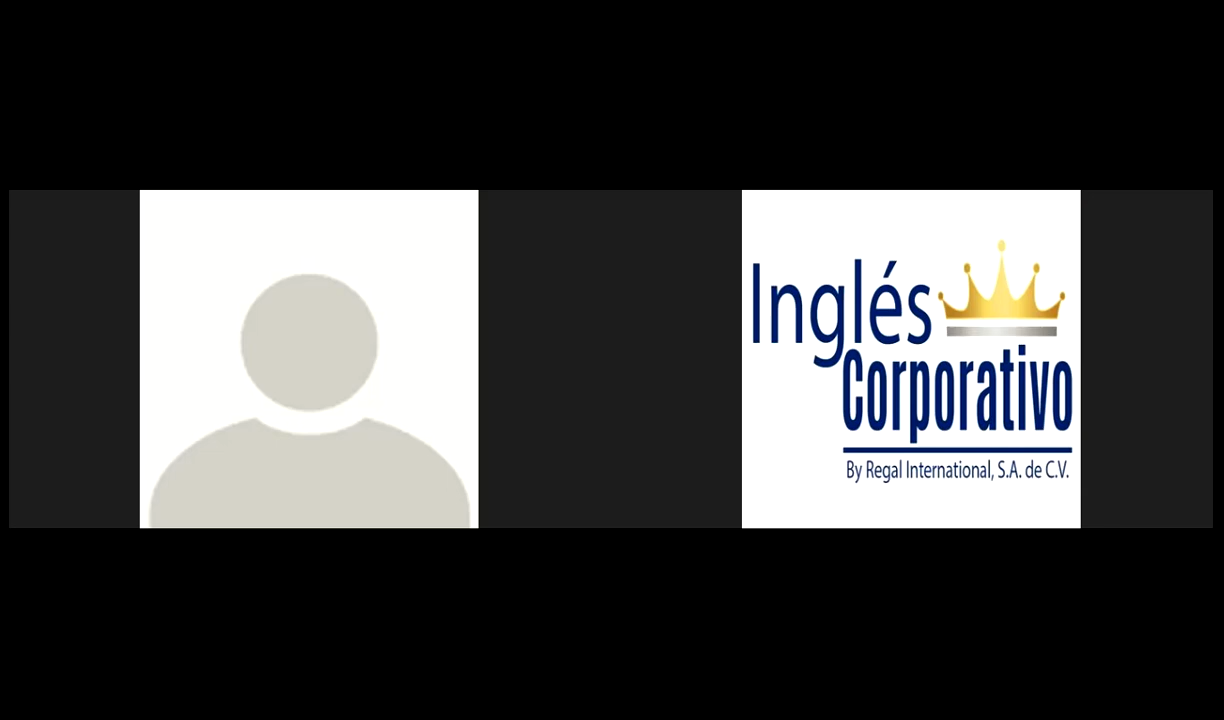 Inglés
Corporativo
By Regal International, S.A. de C.V.